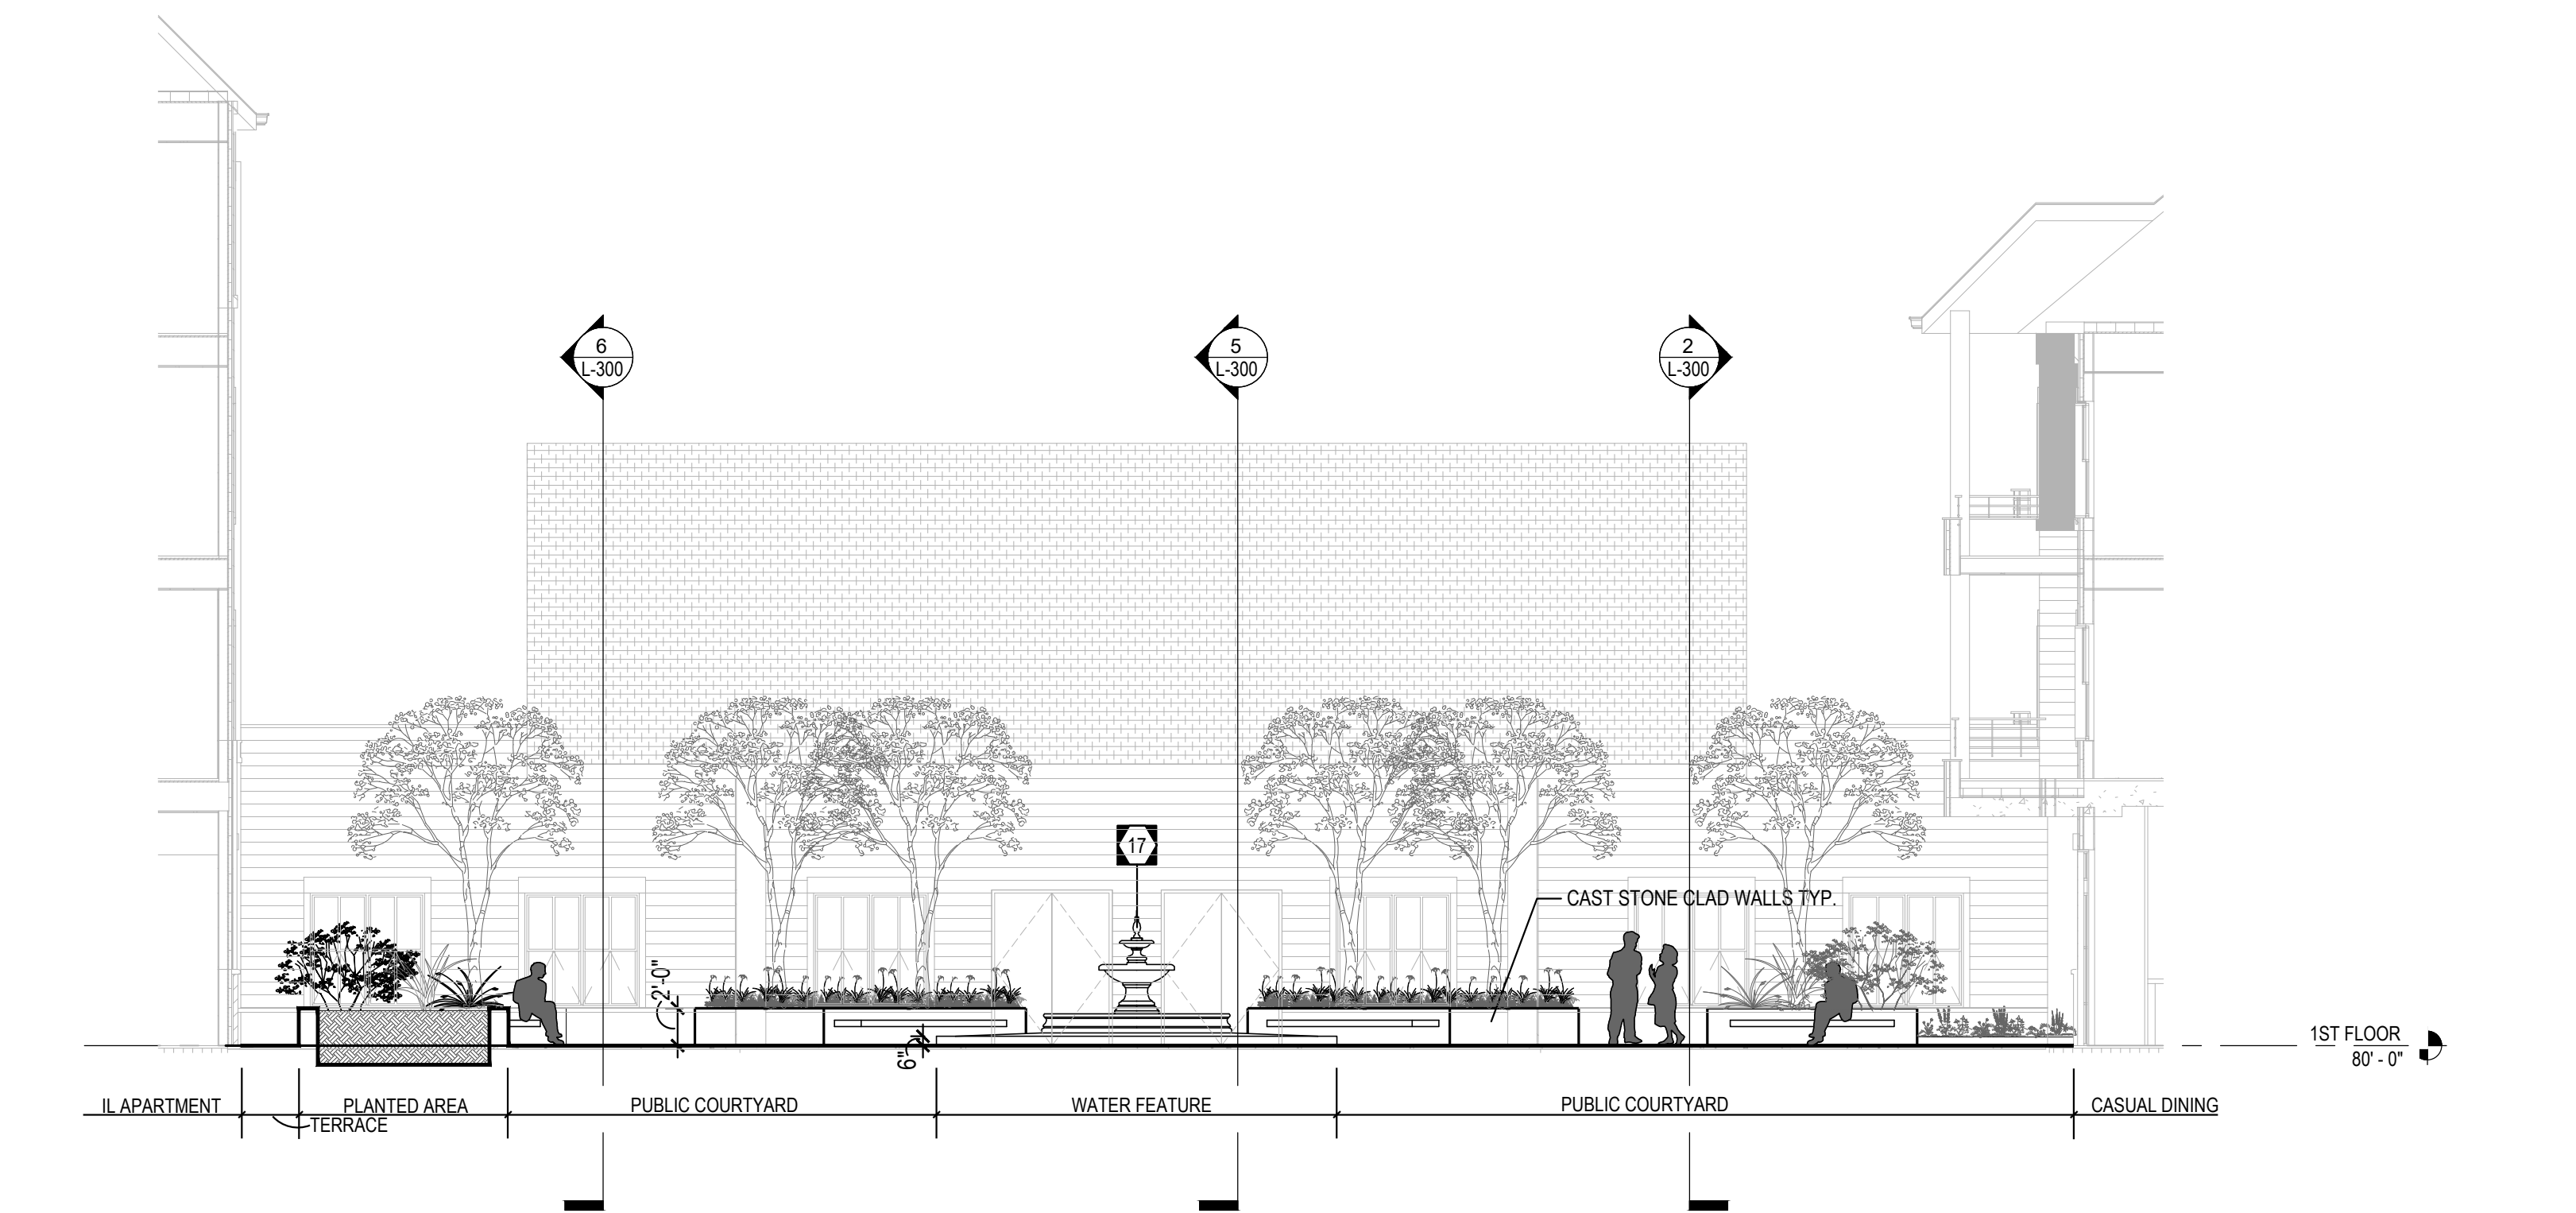 6
L-300
5
L-300
2
L-300
17
CAST STONE CLAD WALLS TYP.
2'-0"
6"
1ST FLOOR
80' - 0"
IL APARTMENT
TERRACE
PLANTED AREA
PUBLIC COURTYARD
WATER FEATURE
PUBLIC COURTYARD
CASUAL DINING